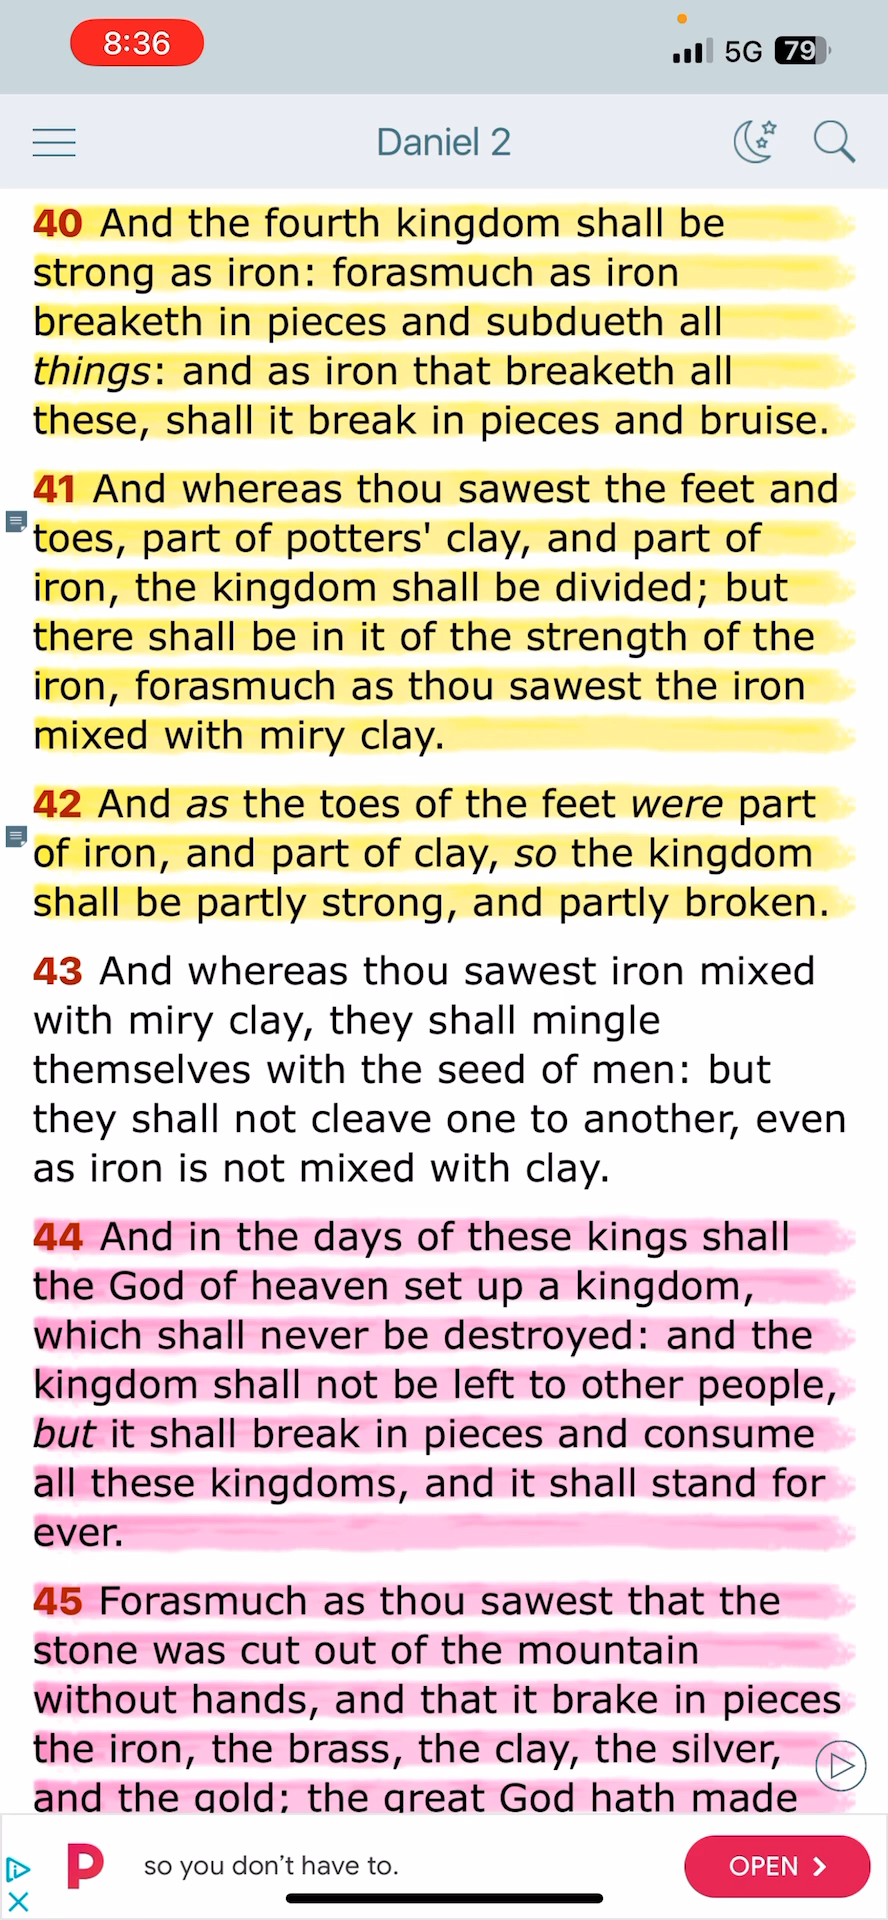 8:36
5G 79
Daniel 2
40 And the fourth kingdom shall be
strong as iron: forasmuch as iron
breaketh in pieces and subdueth all
things: and as iron that breaketh all
these, shall it break in pieces and bruise.
41 And whereas thou sawest the feet and
toes, part of potters' clay, and part of
iron, the kingdom shall be divided; but
there shall be in it of the strength of the
iron, forasmuch as thou sawest the iron
mixed with miry clay.
42 And as the toes of the feet were part
of iron, and part of clay, so the kingdom
shall be partly strong, and partly broken.
43 And whereas thou sawest iron mixed
with miry clay, they shall mingle
themselves with the seed of men: but
they shall not cleave one to another, even
as iron is not mixed with clay.
44 And in the days of these kings shall
the God of heaven set up a kingdom,
which shall never be destroyed: and the
kingdom shall not be left to other people,
but it shall break in pieces and consume
all these kingdoms, and it shall stand for
ever.
45 Forasmuch as thou sawest that the
stone was cut out of the mountain
without hands, and that it brake in pieces
the iron, the brass, the clay, the silver,
and the gold; the great God hath made
P so you don't have to. OPEN